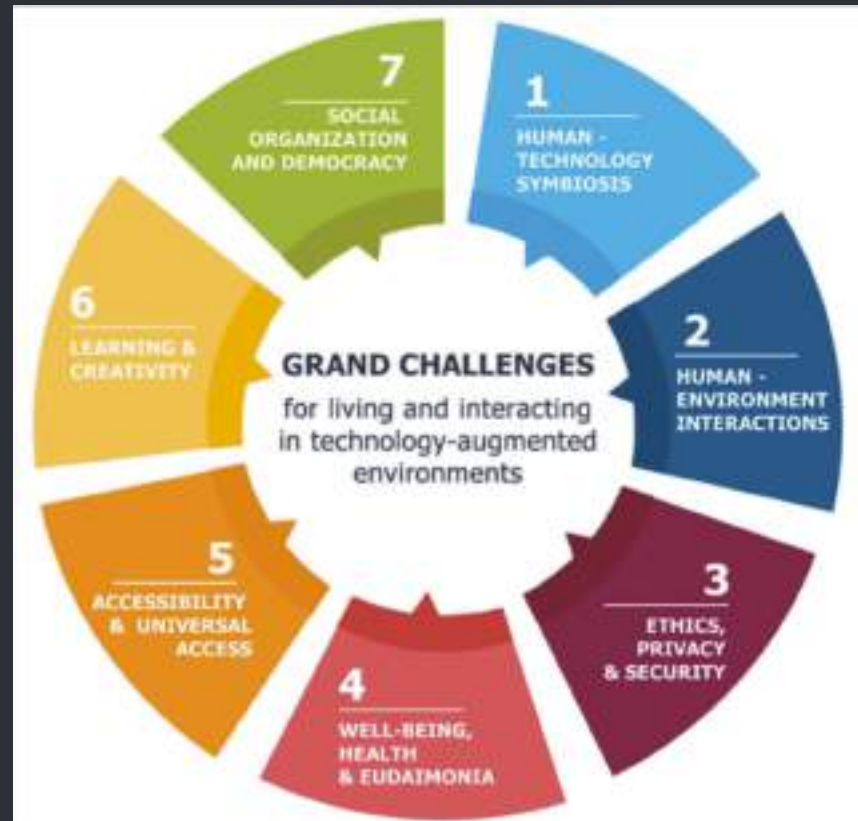 GRAND CHALLENGES
for living and interacting
in technology-augmented
environments
1
HUMAN -
TECHNOLOGY
SYMBIOSIS
2
HUMAN -
ENVIRONMENT
INTERACTIONS
3
ETHICS,
PRIVACY
& SECURITY
4
WELL-BEING,
HEALTH
& EUDAIMONIA
5
ACCESSIBILITY
& UNIVERSAL
ACCESS
6
LEARNING &
CREATIVITY
7
SOCIAL
ORGANIZATION
AND DEMOCRACY